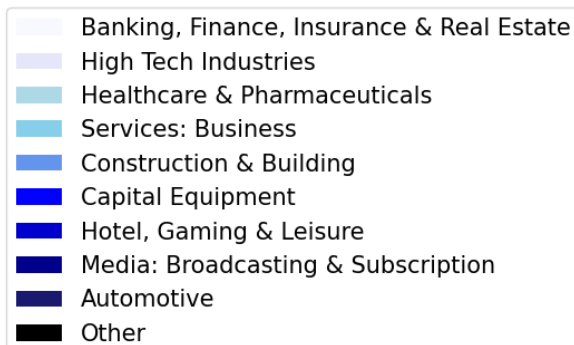 Banking, Finance, Insurance & Real Estate
High Tech Industries
Healthcare & Pharmaceuticals
Services: Business
Construction & Building
Capital Equipment
Hotel, Gaming & Leisure
Media: Broadcasting & Subscription
Automotive
Other